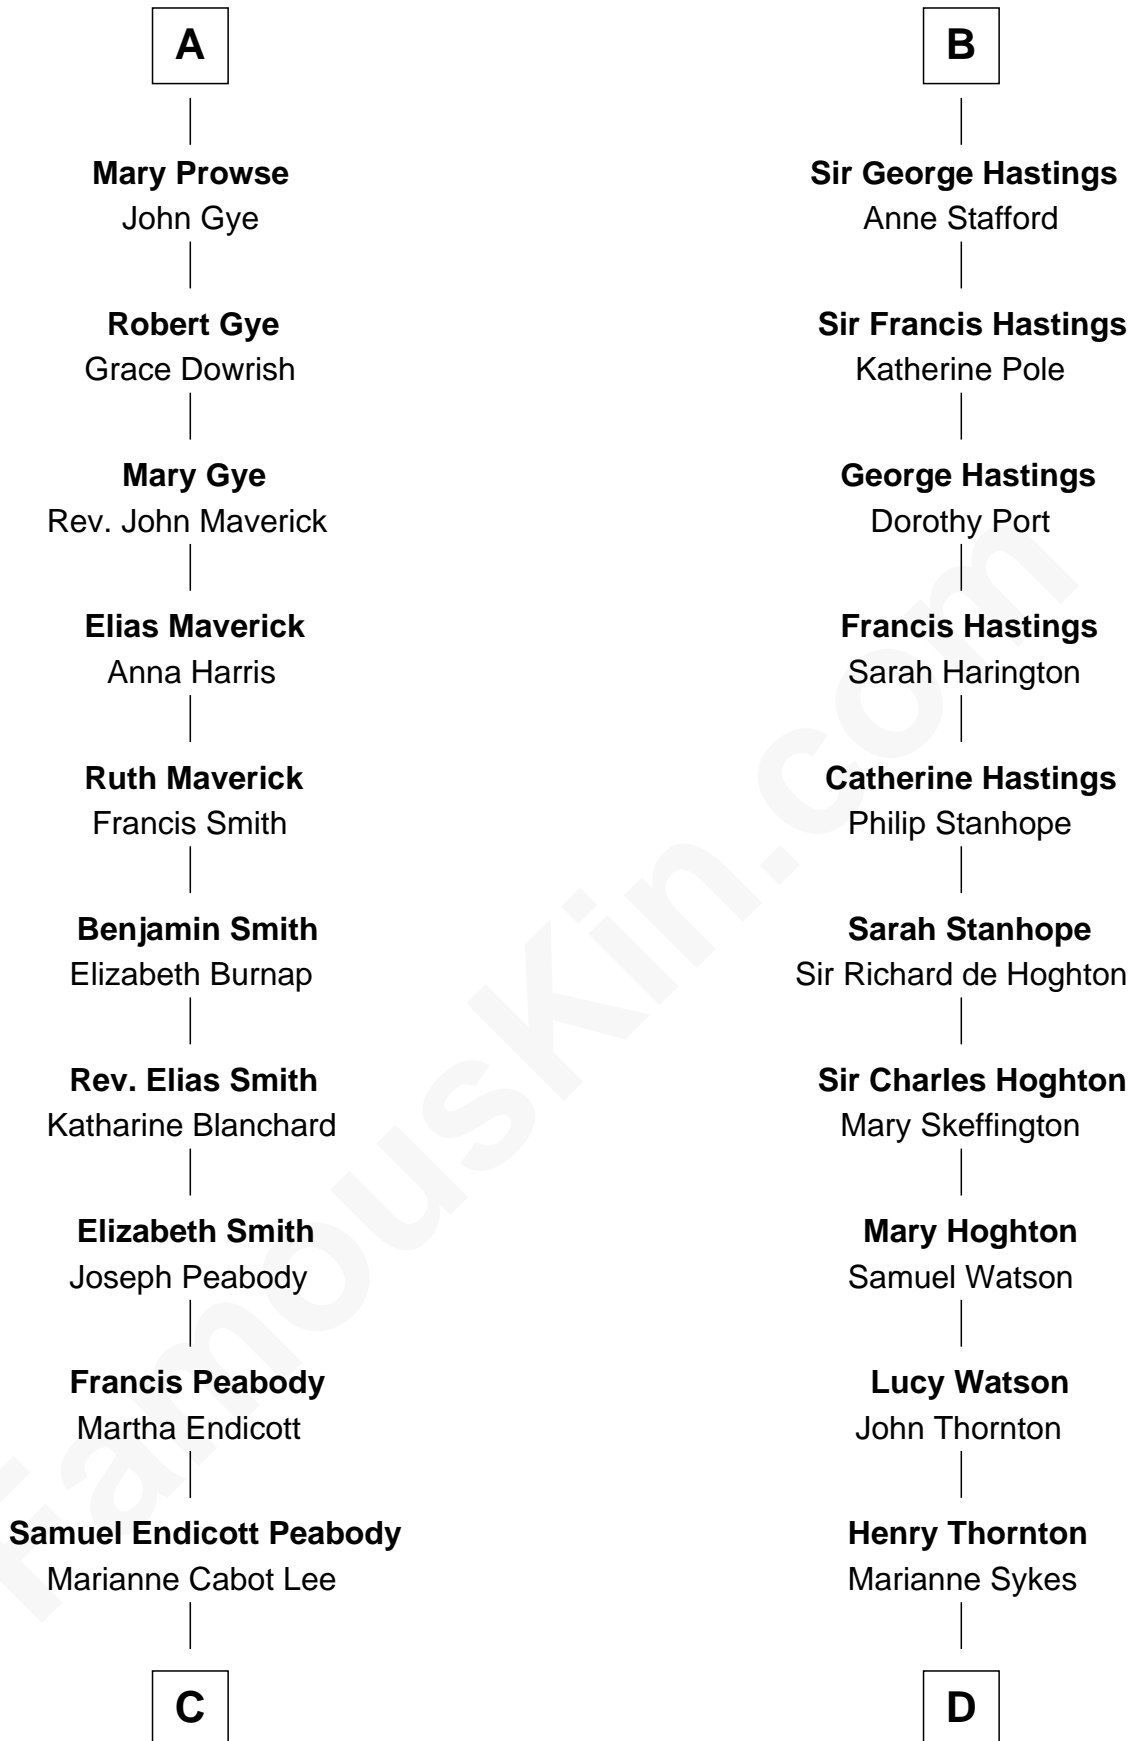 A
Mary Prowse
John Gye
Robert Gye
Grace Dowrish
Mary Gye
Rev. John Maverick
Elias Maverick
Anna Harris
Ruth Maverick
Francis Smith
Benjamin Smith
Elizabeth Burnap
Rev. Elias Smith
Katharine Blanchard
Elizabeth Smith
Joseph Peabody
Francis Peabody
Martha Endicott
Samuel Endicott Peabody
Marianne Cabot Lee
C
B
Sir George Hastings
Anne Stafford
Sir Francis Hastings
Katherine Pole
George Hastings
Dorothy Port
Francis Hastings
Sarah Harington
Catherine Hastings
Philip Stanhope
Sarah Stanhope
Sir Richard de Hoghton
Sir Charles Hoghton
Mary Skeffington
Mary Hoghton
Samuel Watson
Lucy Watson
John Thornton
Henry Thornton
Marianne Sykes
D
FamousKin.com